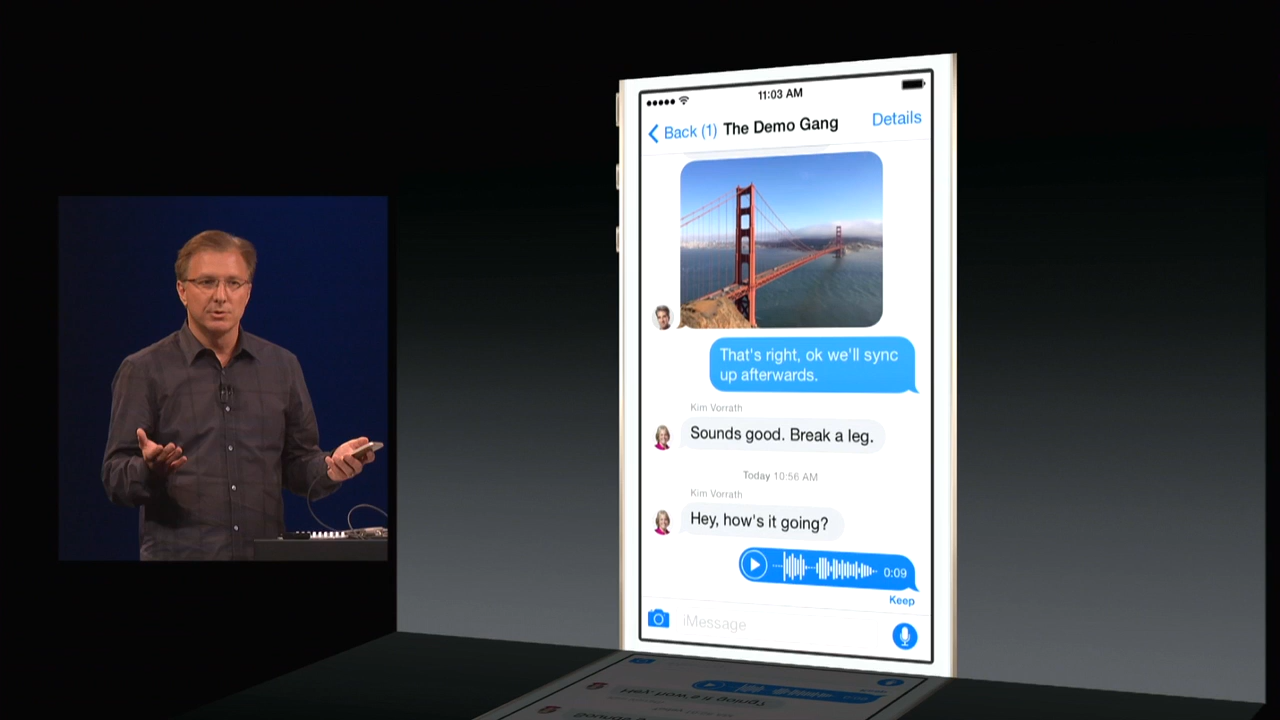 11:03 AM
Back (1) The Demo Gang Details
That's right, ok we'll sync
up afterwards.
Kim Vorrath
Sounds good. Break a leg.
Today 10:56 AM
Kim Vorrath
Hey, how's it going?
0:09
Keep
iMessage